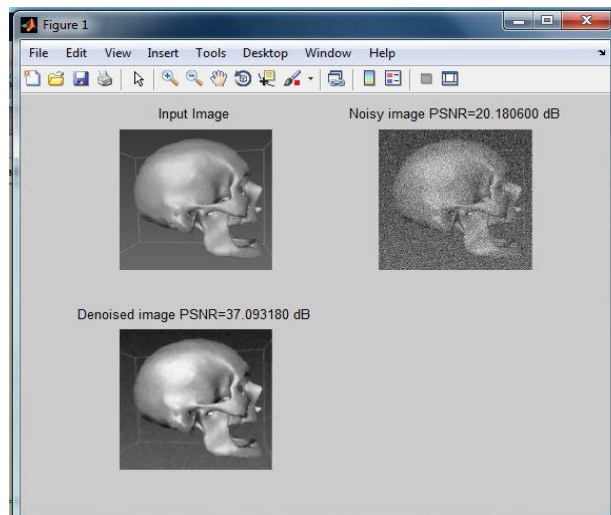 Figure 1
File Edit View Insert Tools Desktop Window Help
Input Image
Noisy image PSNR=20.180600 dB
Denoised image PSNR=37.093180 dB